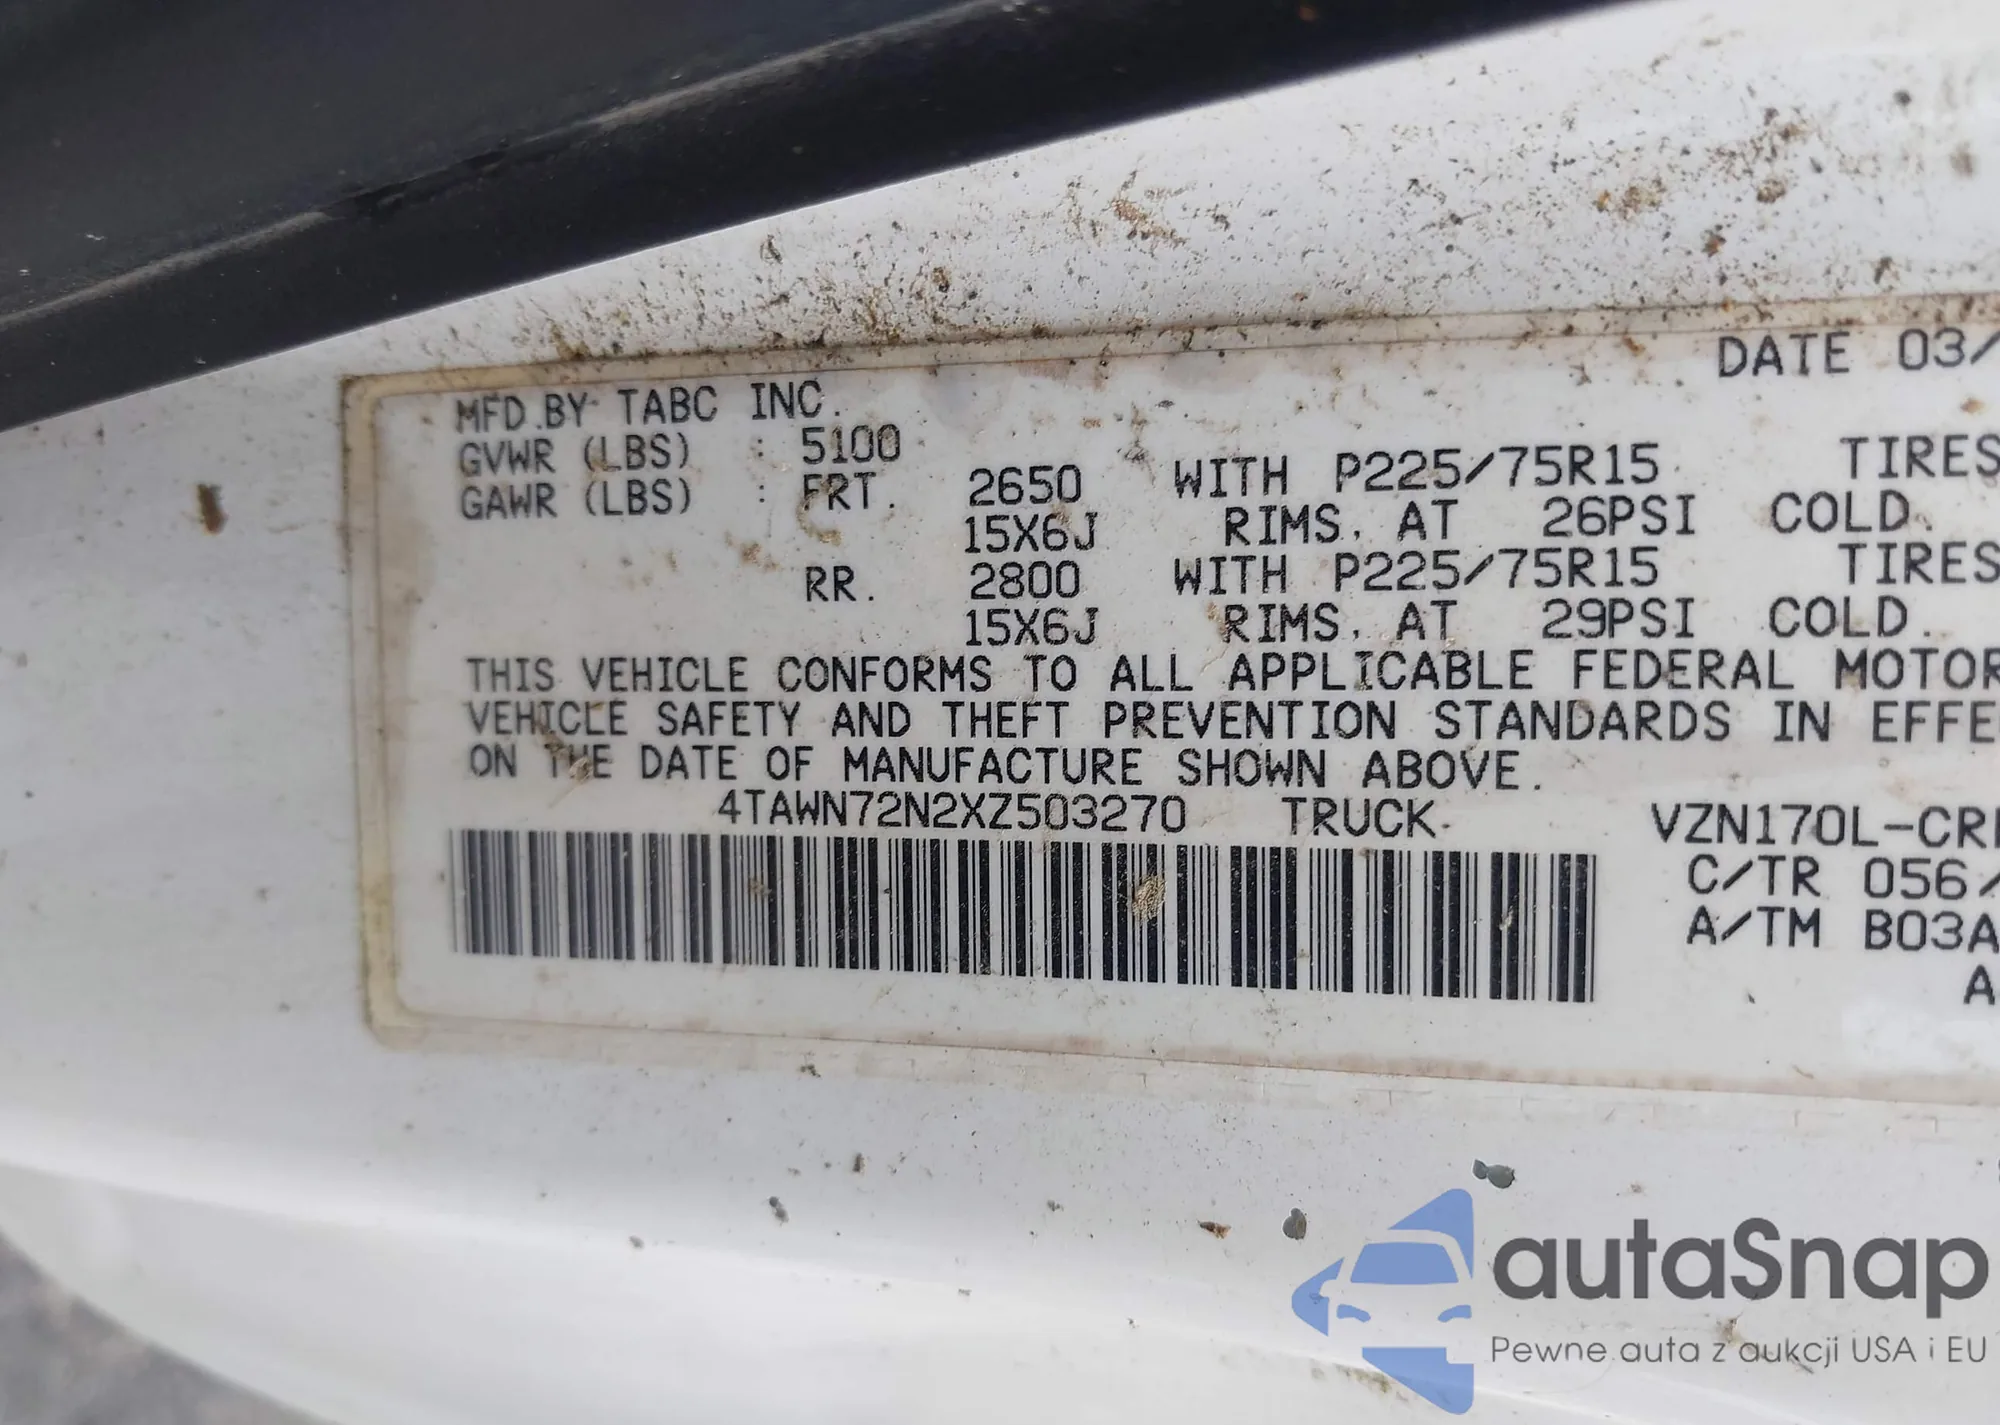 DATE 03/
MFD.BY TABC INC.
GVWR (LBS) : 5100
GAWR (LBS) : FRT. 2650 WITH P225/75R15 TIRES
15X6J RIMS, AT 26PSI COLD.
RR. 2800 WITH P225/75R15 TIRES
15X6J RIMS, AT 29PSI COLD.
THIS VEHICLE CONFORMS TO ALL APPLICABLE FEDERAL MOTOR
VEHICLE SAFETY AND THEFT PREVENTION STANDARDS IN EFFE
ON THE DATE OF MANUFACTURE SHOWN ABOVE.
4TAWN72N2XZ503270 TRUCK VZN170L-CR
C/TR 056/
A/TM B03A
A
autaSnap
Pewne auta z aukcji USA i EU